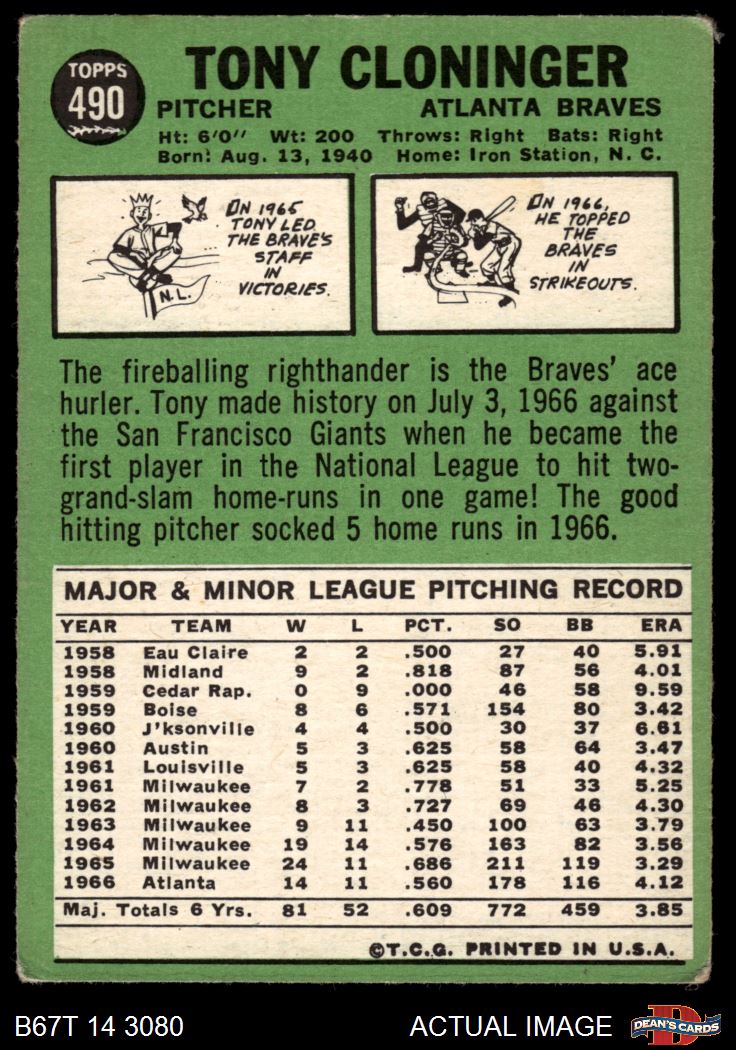 TOPPS
490
TONY CLONINGER
PITCHER ATLANTA BRAVES
Ht: 6'0" Wt: 200 Throws: Right Bats: Right
Born: Aug. 13, 1940 Home: Iron Station, N. C.
ON 1965
TONY LED
THE BRAVE'S
STAFF
IN
VICTORIES.
N.L.
ON 1966,
HE TOPPED
THE
BRAVES
IN
STRIKEOUTS.
The fireballing righthander is the Braves' ace
hurler. Tony made history on July 3, 1966 against
the San Francisco Giants when he became the
first player in the National League to hit two-
grand-slam home-runs in one game! The good
hitting pitcher socked 5 home runs in 1966.
MAJOR & MINOR LEAGUE PITCHING RECORD
YEAR TEAM W L PCT. SO BB ERA
1958 Eau Claire 2 2 .500 27 40 5.91
1958 Midland 9 2 .818 87 56 4.01
1959 Cedar Rap. 0 9 .000 46 58 9.59
1959 Boise 8 6 .571 154 80 3.42
1960 J'ksonville 4 4 .500 30 37 6.61
1960 Austin 5 3 .625 58 64 3.47
1961 Louisville 5 3 .625 58 40 4.32
1961 Milwaukee 7 2 .778 51 33 5.25
1962 Milwaukee 8 3 .727 69 46 4.30
1963 Milwaukee 9 11 .450 100 63 3.79
1964 Milwaukee 19 14 .576 163 82 3.56
1965 Milwaukee 24 11 .686 211 119 3.29
1966 Atlanta 14 11 .560 178 116 4.12
Maj. Totals 6 Yrs. 81 52 .609 772 459 3.85
©T.C.G. PRINTED IN U.S.A.
B67T 14 3080 ACTUAL IMAGE
D
DEAN'S CARDS